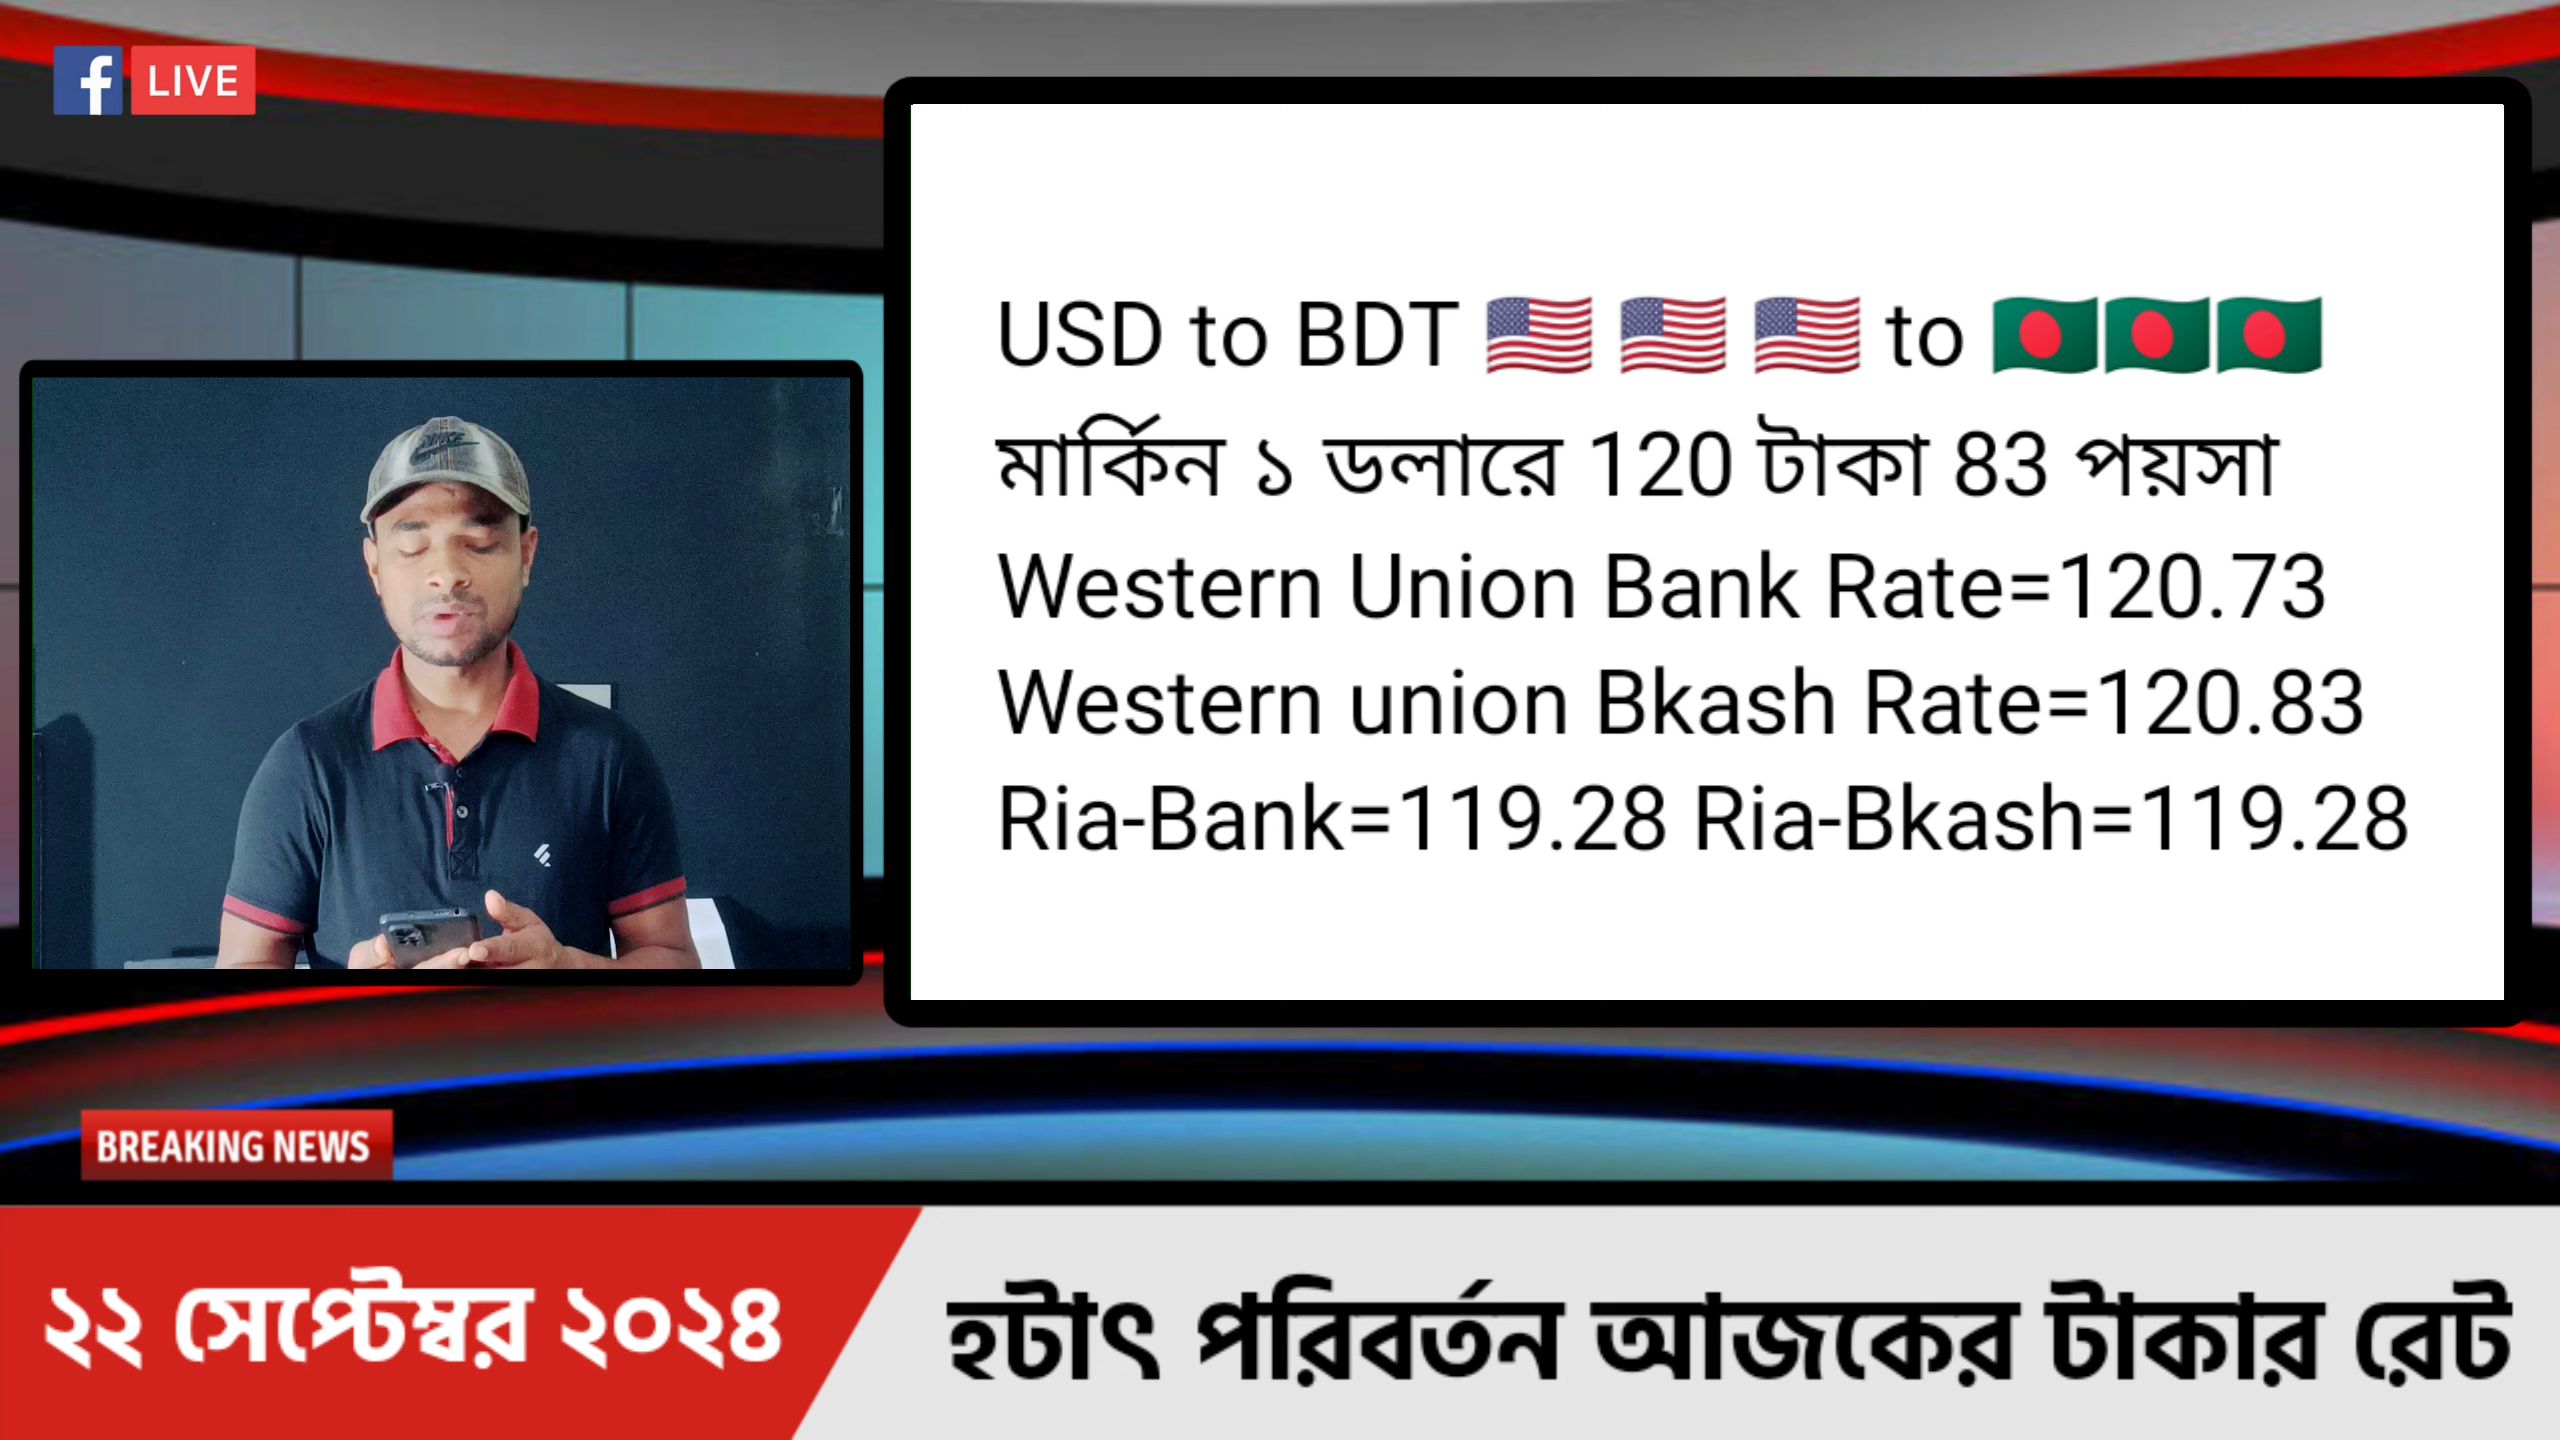 f LIVE
USD to BDT 🇺🇸 🇺🇸 🇺🇸 to 🇧🇩🇧🇩🇧🇩
মার্কিন ১ ডলারে 120 টাকা 83 পয়সা
Western Union Bank Rate=120.73
Western union Bkash Rate=120.83
Ria-Bank=119.28 Ria-Bkash=119.28
BREAKING NEWS
২২ সেপ্টেম্বর ২০২৪
হটাৎ পরিবর্তন আজকের টাকার রেট